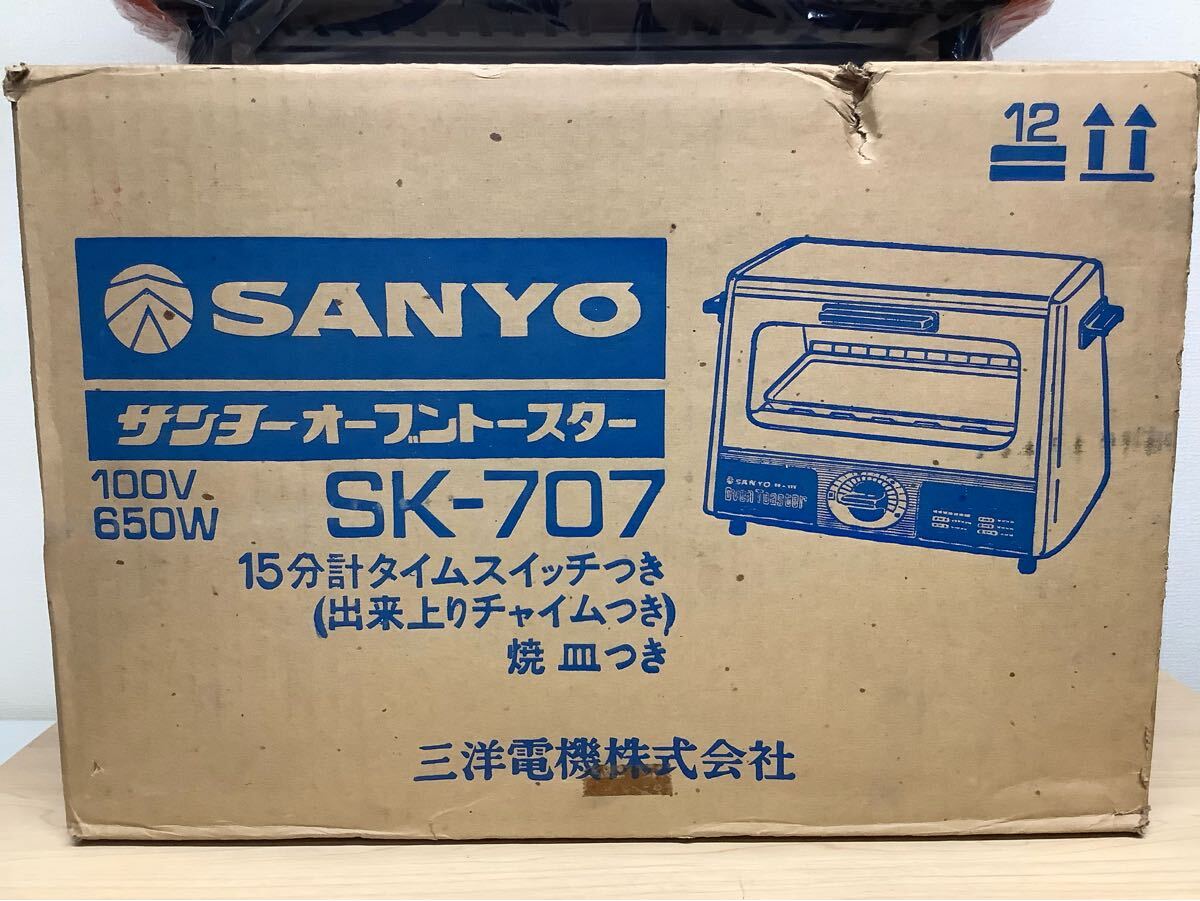 12
SANYO
サンヨーオーブントースター
100V
650W
SK-707
15分計タイムスイッチつき
(出来上りチャイムつき)
焼皿つき
三洋電機株式会社
SANYO
oven Toaster